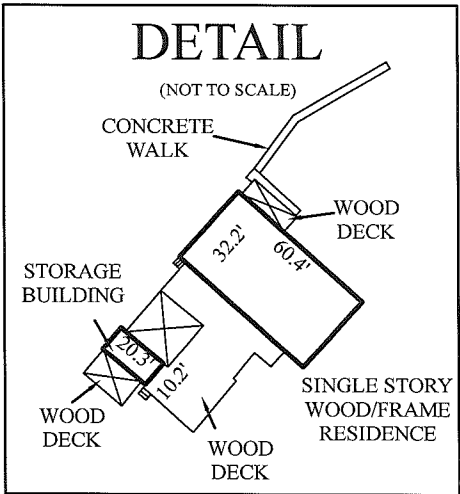 DETAIL
(NOT TO SCALE)
CONCRETE
WALK
WOOD
DECK
32.2'
60.4'
STORAGE
BUILDING
20.3'
10.2'
WOOD
DECK
WOOD
DECK
SINGLE STORY
WOOD/FRAME
RESIDENCE